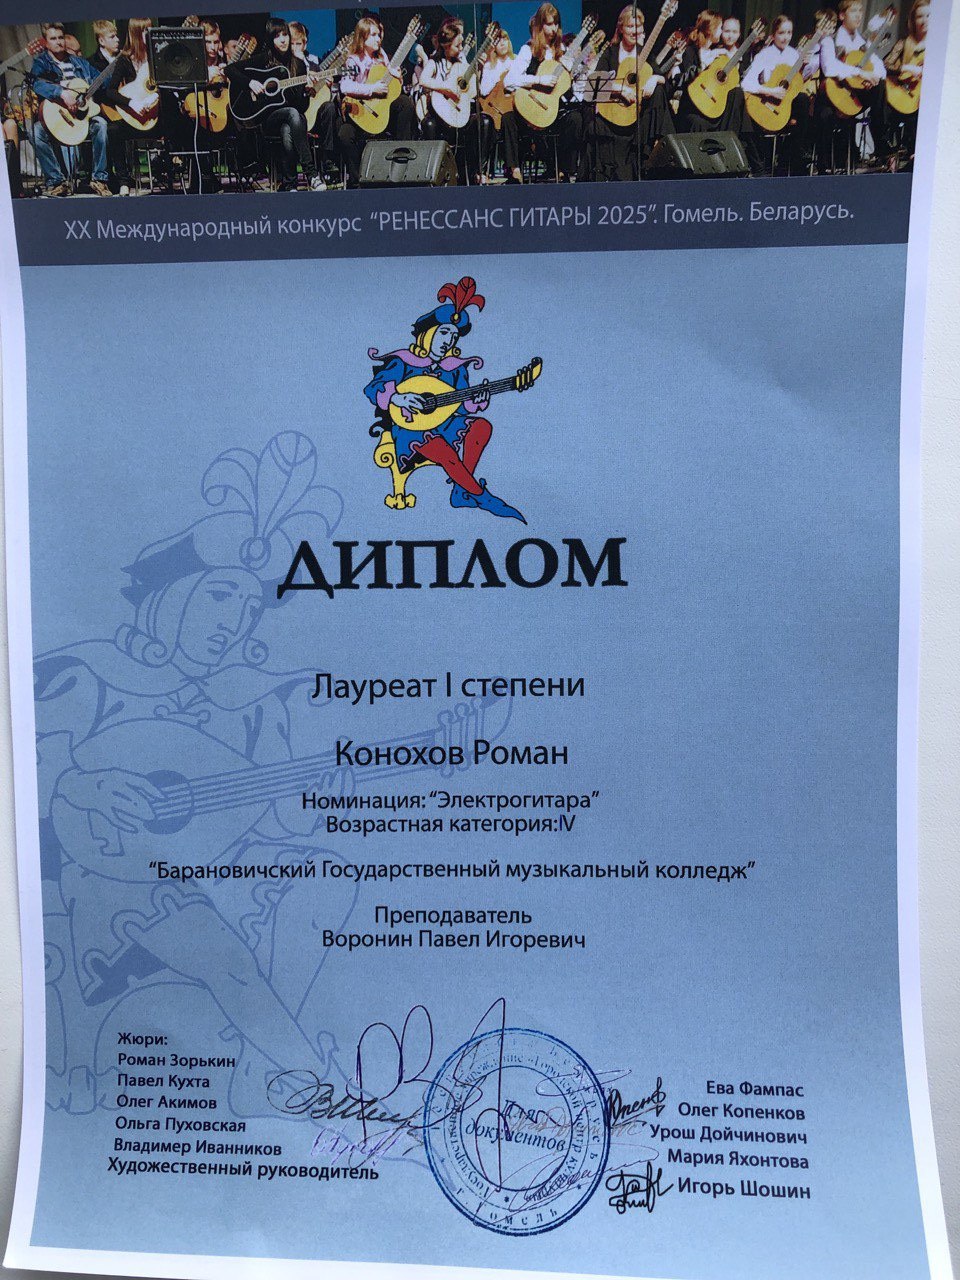 XX Международный конкурс “РЕНЕССАНС ГИТАРЫ 2025”. Гомель. Беларусь.
ДИПЛОМ
Лауреат I степени
Конохов Роман
Номинация: “Электрогитара”
Возрастная категория:IV
“Барановичский Государственный музыкальный колледж”
Преподаватель
Воронин Павел Игоревич
Жюри:
Роман Зорькин
Павел Кухта
Олег Акимов
Ольга Пуховская
Владимир Иванников
Художественный руководитель
Ева Фампас
Олег Копенков
Урош Дойчинович
Мария Яхонтова
Игорь Шошин
Для
документов
г. Гомель